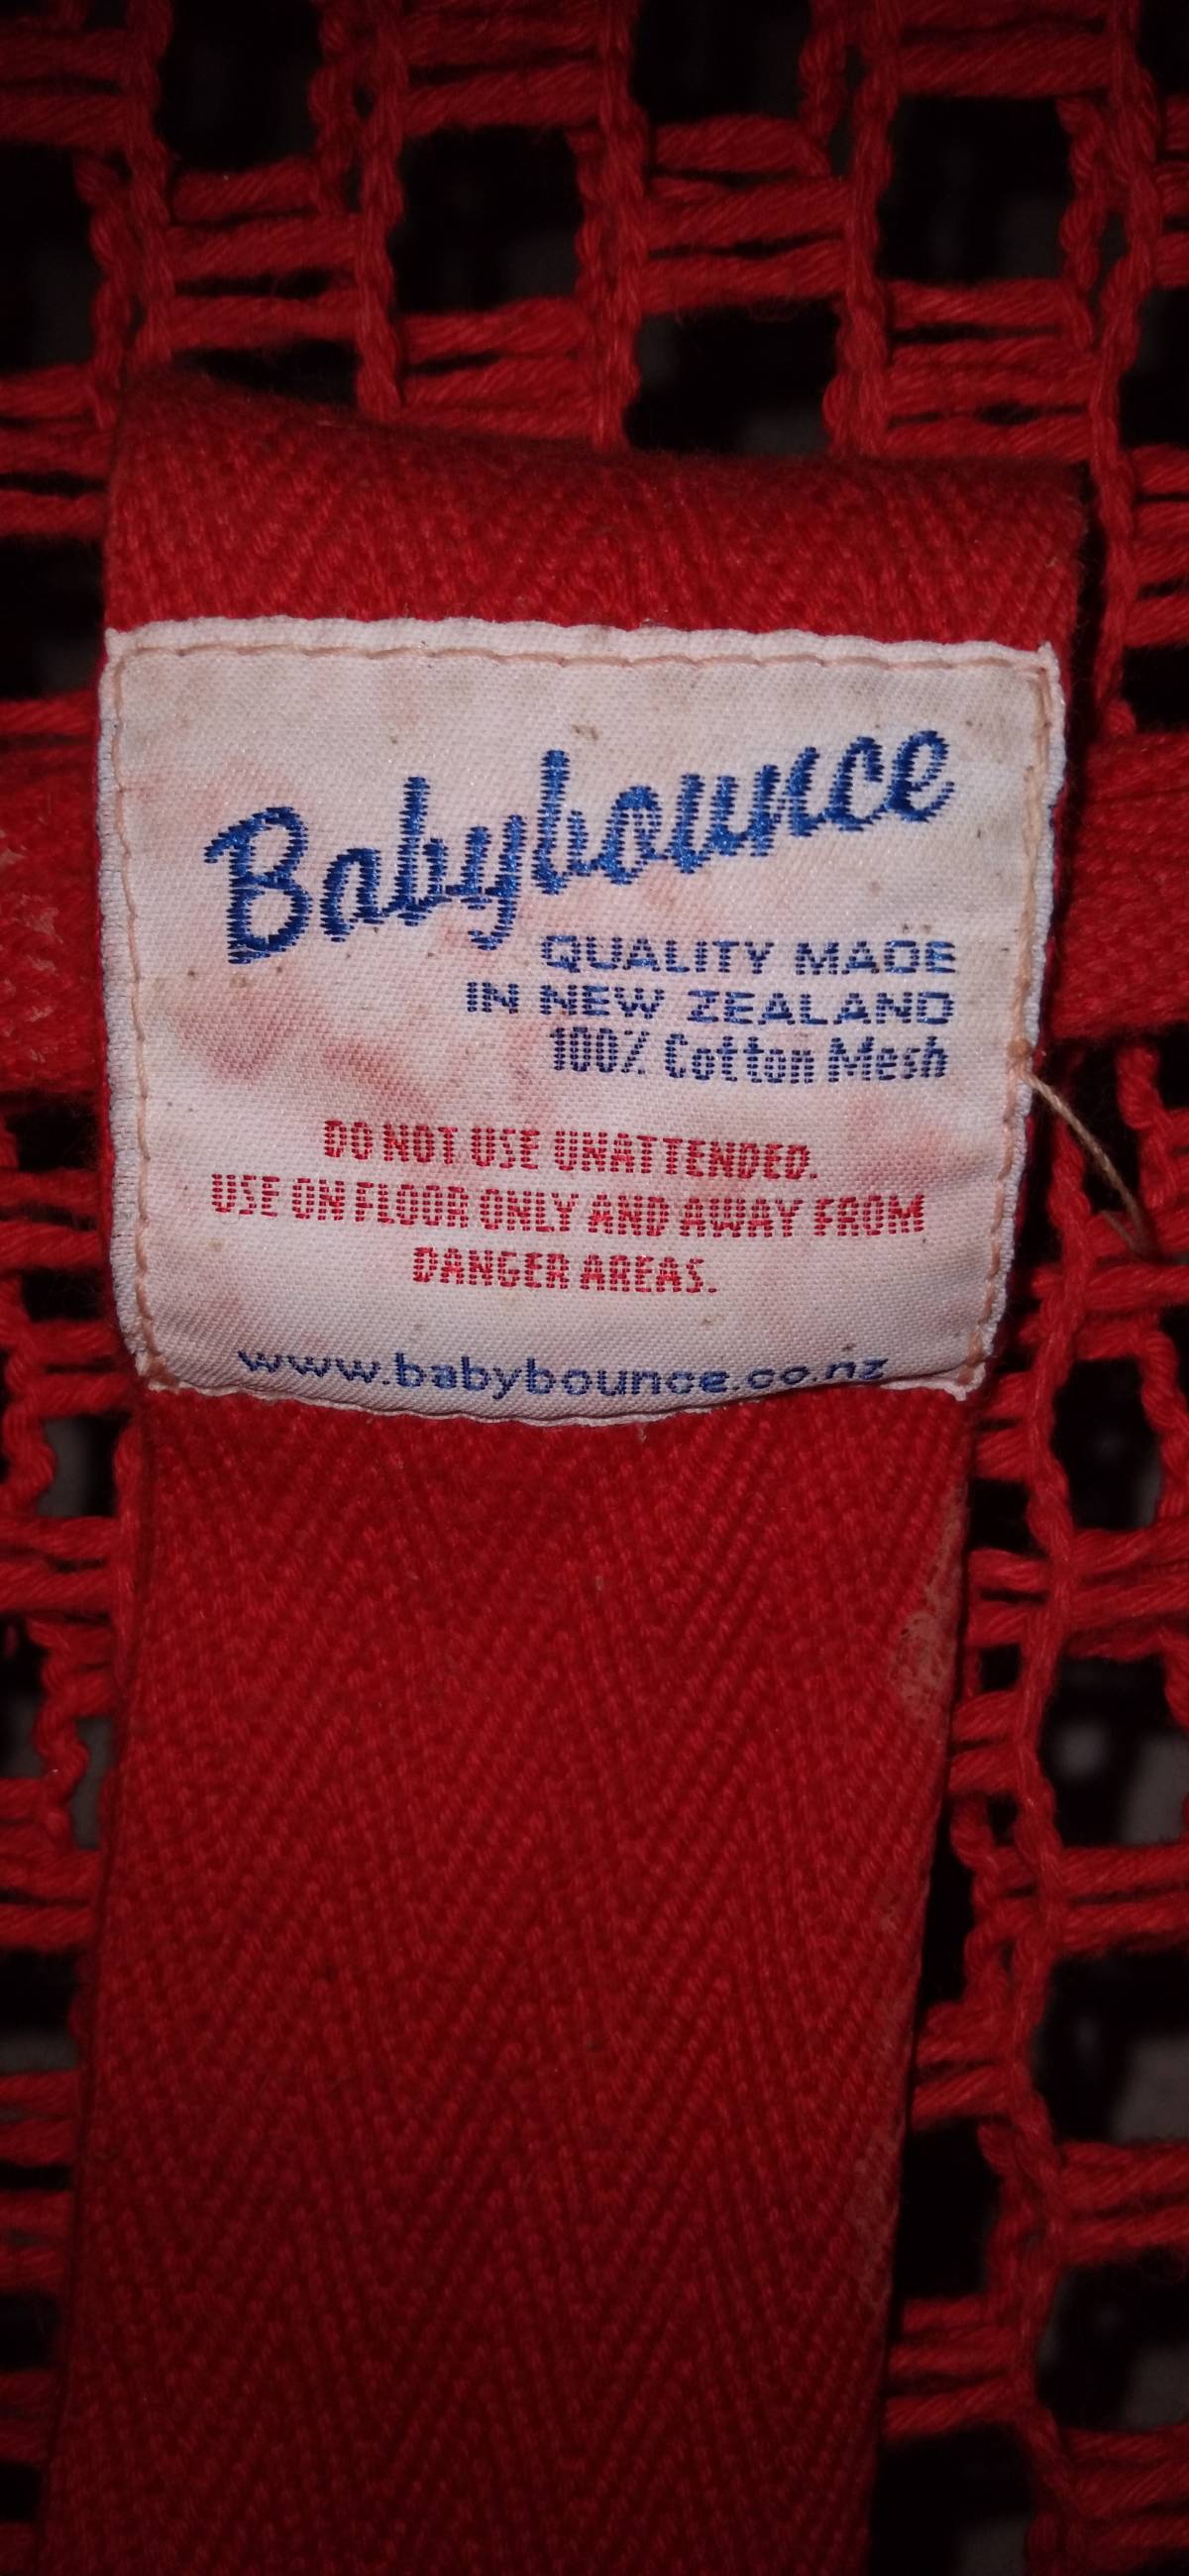 Babybounce
QUALITY MADE
IN NEW ZEALAND
100% Cotton Mesh
DO NOT USE UNATTENDED.
USE ON FLOOR ONLY AND AWAY FROM
DANGER AREAS.
www.babybounce.co.nz